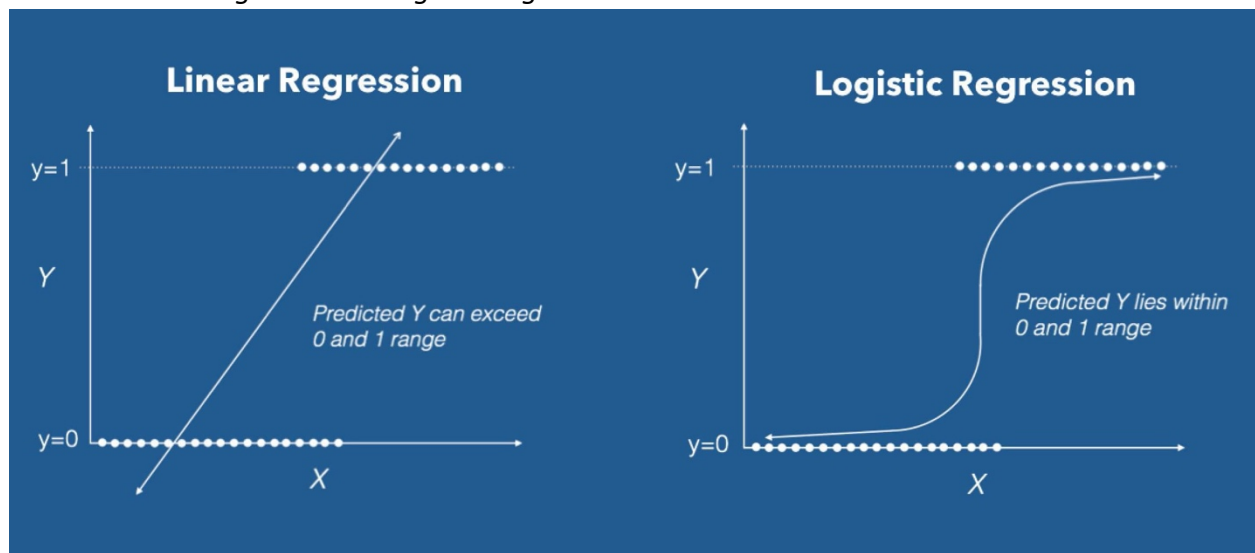 Linear Regression
y=1
Y
Predicted Y can exceed
0 and 1 range
y=0
X
Logistic Regression
y=1
Y
Predicted Y lies within
0 and 1 range
y=0
X